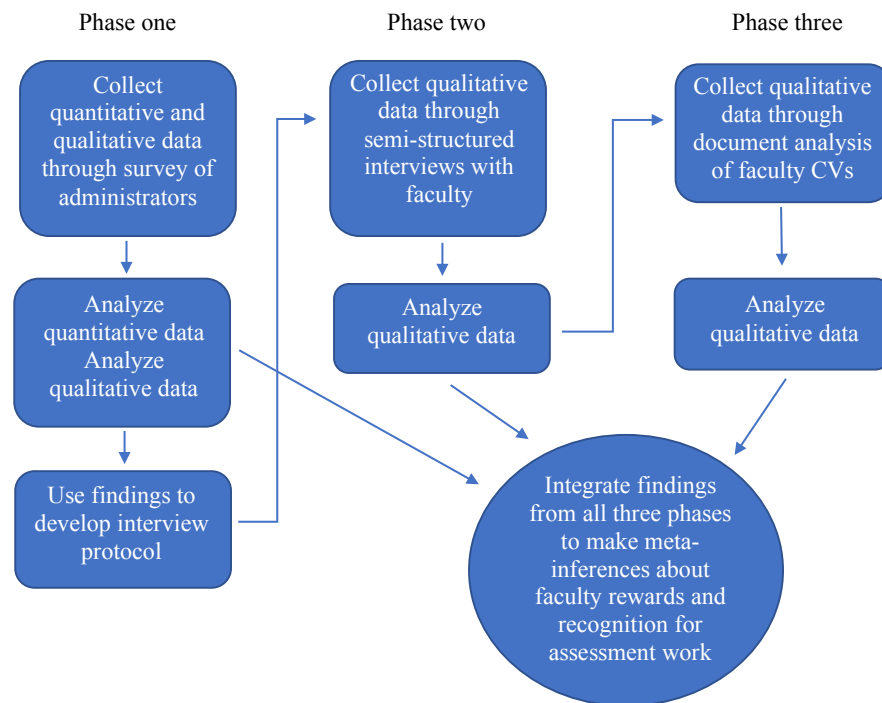 Phase one
Phase two
Phase three
Collect
quantitative and
qualitative data
through survey of
administrators
Analyze
quantitative data
Analyze
qualitative data
Use findings to
develop interview
protocol
Collect qualitative
data through
semi-structured
interviews with
faculty
Analyze
qualitative data
Collect qualitative
data through
document analysis
of faculty CVs
Analyze
qualitative data
Integrate findings
from all three phases
to make meta-
inferences about
faculty rewards and
recognition for
assessment work